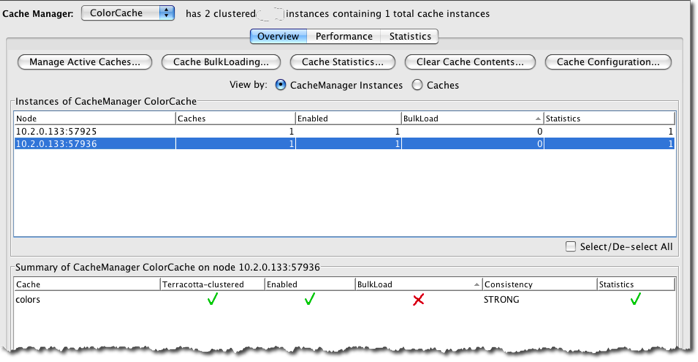 Cache Manager: ColorCache has 2 clustered instances containing 1 total cache instances
Overview Performance Statistics
Manage Active Caches... Cache BulkLoading... Cache Statistics... Clear Cache Contents... Cache Configuration...
View by: CacheManager Instances Caches
Instances of CacheManager ColorCache
Node Caches Enabled BulkLoad Statistics
10.2.0.133:57925 1 1 0 1
10.2.0.133:57936 1 1 0 1
Select/De-select All
Summary of CacheManager ColorCache on node 10.2.0.133:57936
Cache Terracotta-clustered Enabled BulkLoad Consistency Statistics
colors STRONG